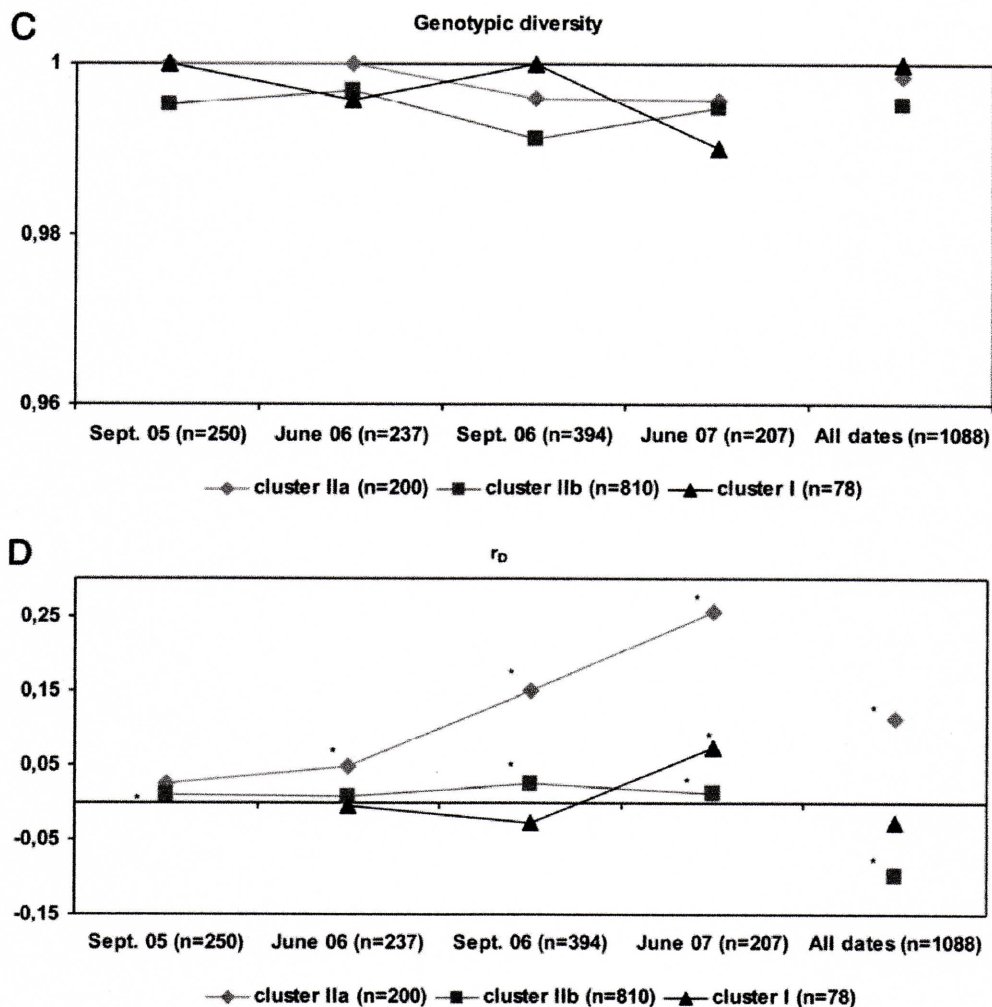 C
Genotypic diversity
1
0,98
0,96
Sept. 05 (n=250) June 06 (n=237) Sept. 06 (n=394) June 07 (n=207) All dates (n=1088)
cluster IIa (n=200) cluster IIb (n=810) cluster I (n=78)
D
r_D
0,25
0,15
0,05
-0,05
-0,15
* * * * * * * * * *
Sept. 05 (n=250) June 06 (n=237) Sept. 06 (n=394) June 07 (n=207) All dates (n=1088)
cluster IIa (n=200) cluster IIb (n=810) cluster I (n=78)